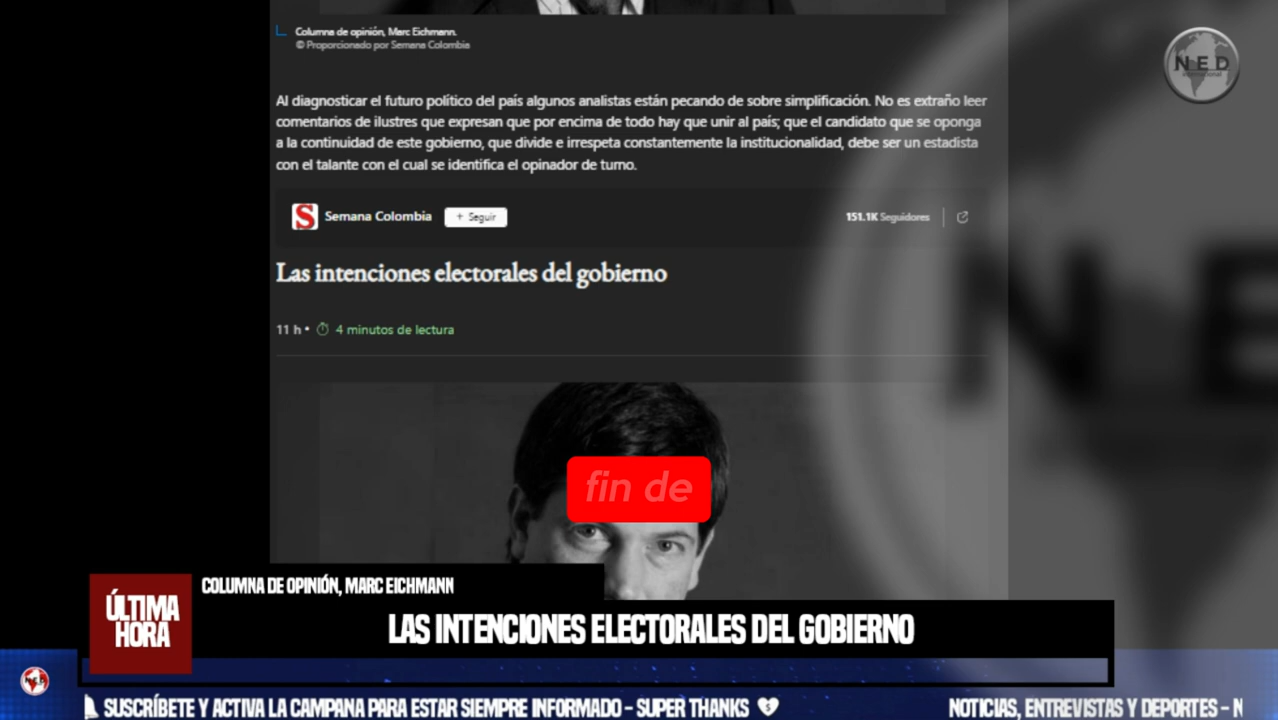 Columna de opinión, Marc Eichmann.
© Proporcionado por Semana Colombia
NED
international
Al diagnosticar el futuro político del país algunos analistas están pecando de sobre simplificación. No es extraño leer
comentarios de ilustres que expresan que por encima de todo hay que unir al país; que el candidato que se oponga
a la continuidad de este gobierno, que divide e irrespeta constantemente la institucionalidad, debe ser un estadista
con el talante con el cual se identifica el opinador de turno.
S
Semana Colombia
+ Seguir
151.1K Seguidores
Las intenciones electorales del gobierno
11 h • 4 minutos de lectura
NE
fin de
COLUMNA DE OPINIÓN, MARC EICHMANN
ÚLTIMA
HORA
LAS INTENCIONES ELECTORALES DEL GOBIERNO
NED
SUSCRÍBETE Y ACTIVA LA CAMPANA PARA ESTAR SIEMPRE INFORMADO - SUPER THANKS
NOTICIAS, ENTREVISTAS Y DEPORTES - N